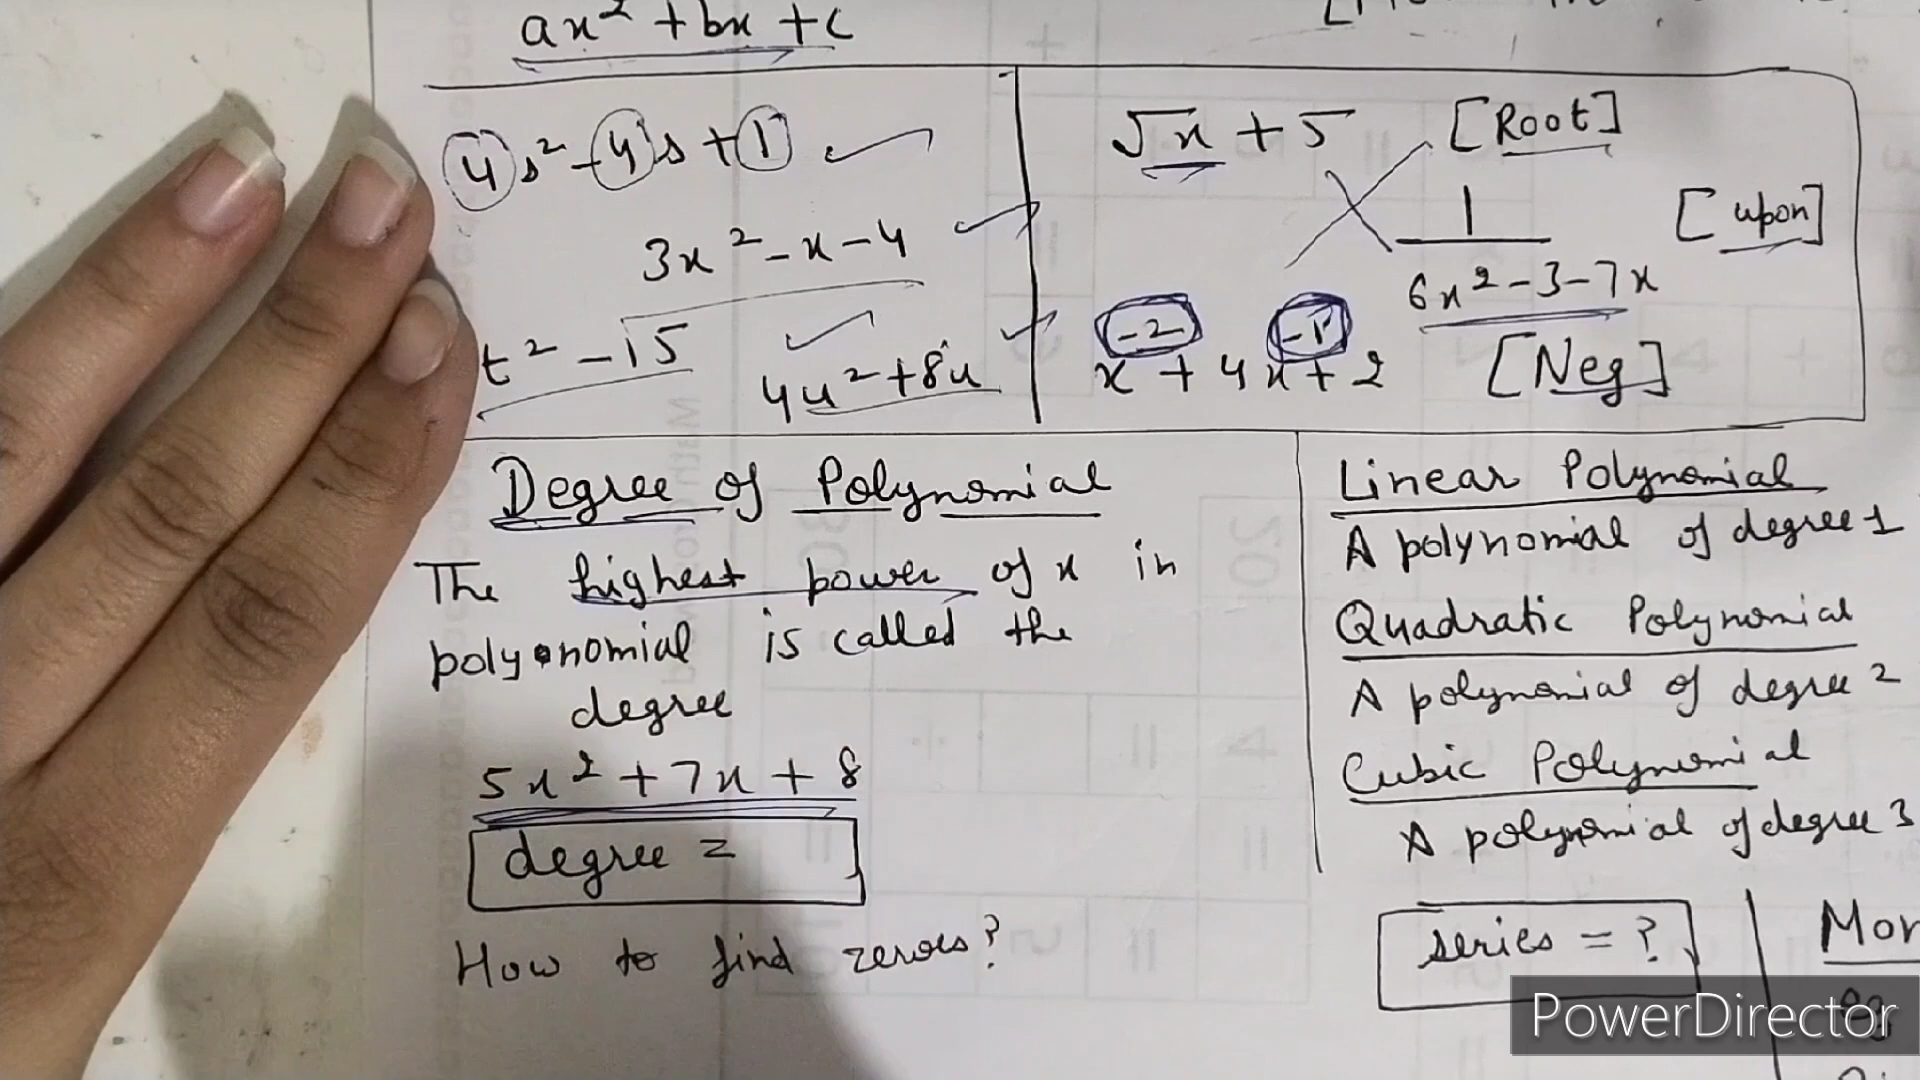 ax² + bx + c
4s² - 4s + 1
3x² - x - 4
t² - 15
4u² + 8u
√x + 5 [Root]
1 [upon]
6x² - 3 - 7x
x⁻² + 4x⁻¹ + 2 [Neg]
Degree of Polynomial
The highest power of x in
polynomial is called the
degree
5x² + 7x + 8
degree =
How to find zeroes?
Linear Polynomial
A polynomial of degree 1
Quadratic Polynomial
A polynomial of degree 2
Cubic Polynomial
A polynomial of degree 3
series = ?
Mon
PowerDirector